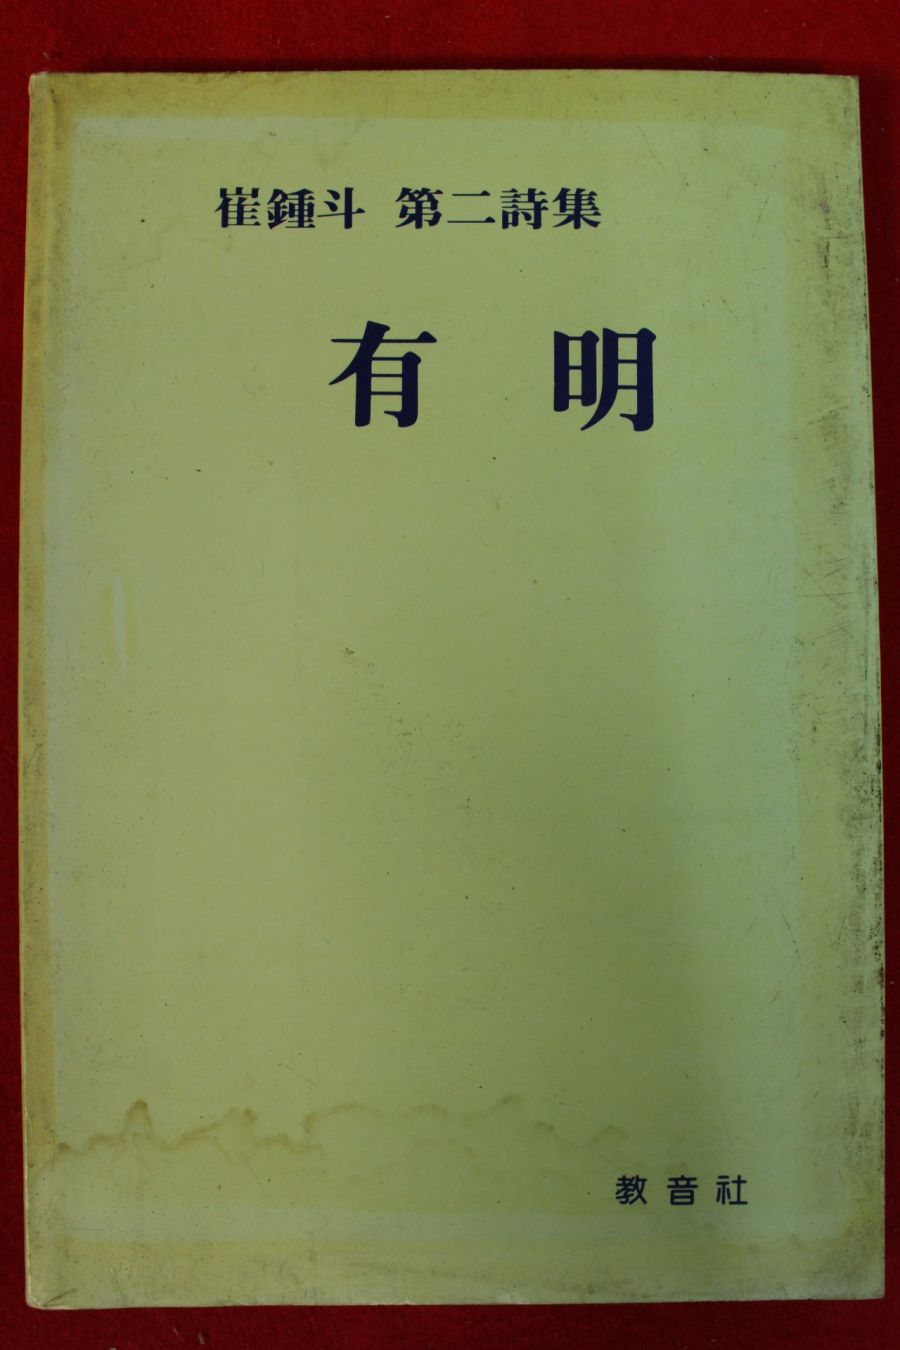 崔鍾斗 第二詩集
有明
教音社